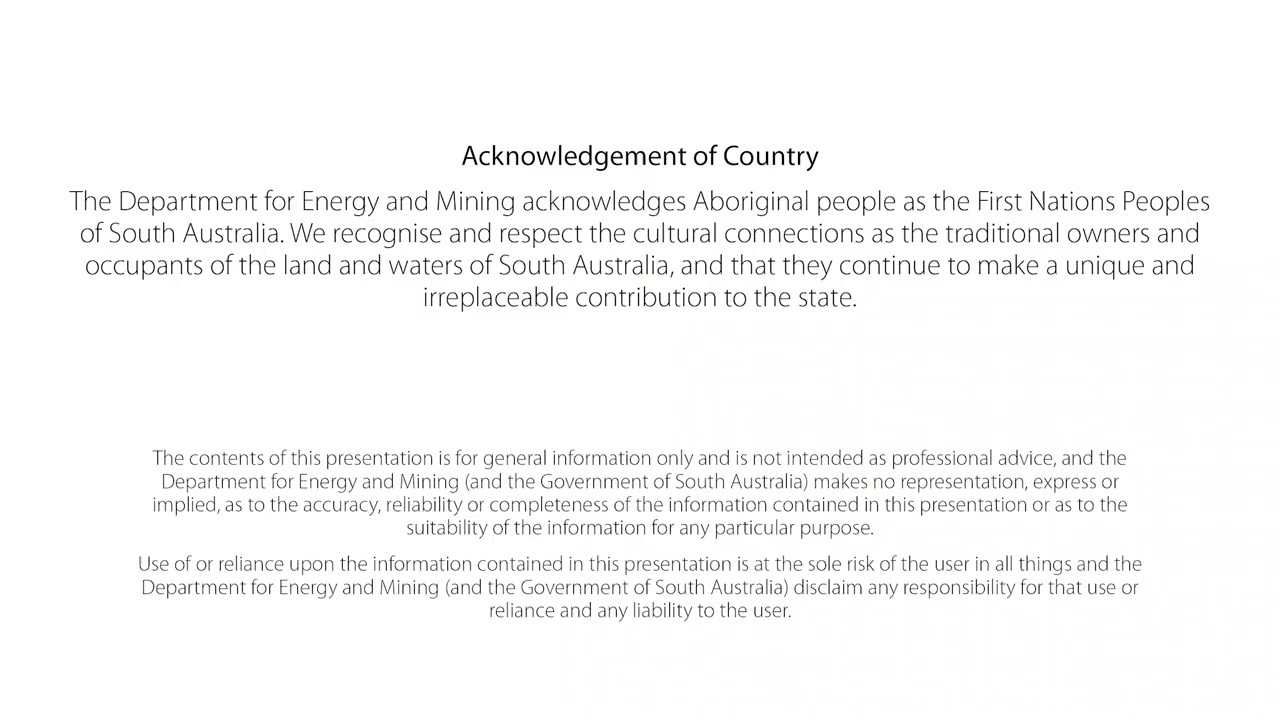 Acknowledgement of Country
The Department for Energy and Mining acknowledges Aboriginal people as the First Nations Peoples
of South Australia. We recognise and respect the cultural connections as the traditional owners and
occupants of the land and waters of South Australia, and that they continue to make a unique and
irreplaceable contribution to the state.
The contents of this presentation is for general information only and is not intended as professional advice, and the
Department for Energy and Mining (and the Government of South Australia) makes no representation, express or
implied, as to the accuracy, reliability or completeness of the information contained in this presentation or as to the
suitability of the information for any particular purpose.
Use of or reliance upon the information contained in this presentation is at the sole risk of the user in all things and the
Department for Energy and Mining (and the Government of South Australia) disclaim any responsibility for that use or
reliance and any liability to the user.